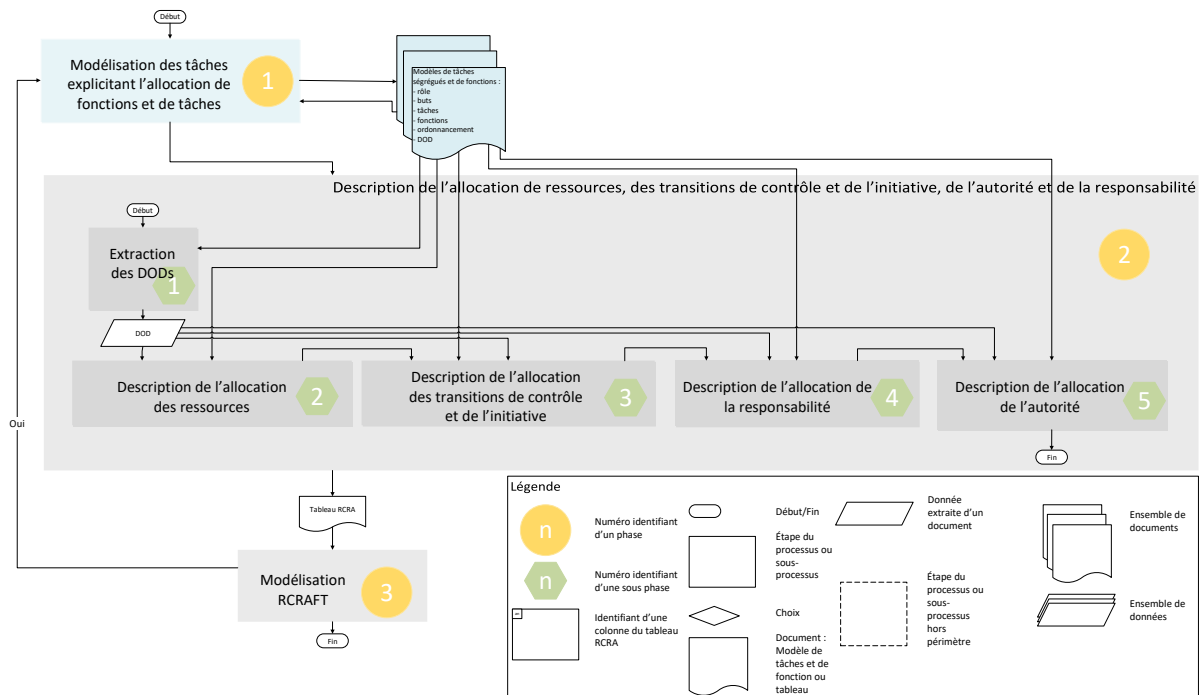 Début
Modélisation des tâches
explicitant l'allocation de
fonctions et de tâches
1
Modèles de tâches
ségrégués et de fonctions :
- rôle
- buts
- tâches
- fonctions
- ordonnancement
- DOD
Description de l'allocation de ressources, des transitions de contrôle et de l'initiative, de l'autorité et de la responsabilité
Début
2
Extraction
des DODs
1
DOD
Description de l'allocation
des ressources
2
Description de l'allocation
des transitions de contrôle
et de l'initiative
3
Description de l'allocation de
la responsabilité
4
Description de l'allocation
de l'autorité
5
Oui
Fin
Tableau RCRA
Modélisation
RCRAFT
3
Fin
Légende
n
Numéro identifiant
d'un phase
n
Numéro identifiant
d'une sous phase
Identifiant d'une
colonne du tableau
RCRA
Début/Fin
Étape du
processus ou
sous-
processus
Choix
Document :
Modèle de
tâches et de
fonction ou
tableau
Donnée
extraite d'un
document
Étape du
processus ou
sous-
processus
hors
périmètre
Ensemble de
documents
Ensemble de
données